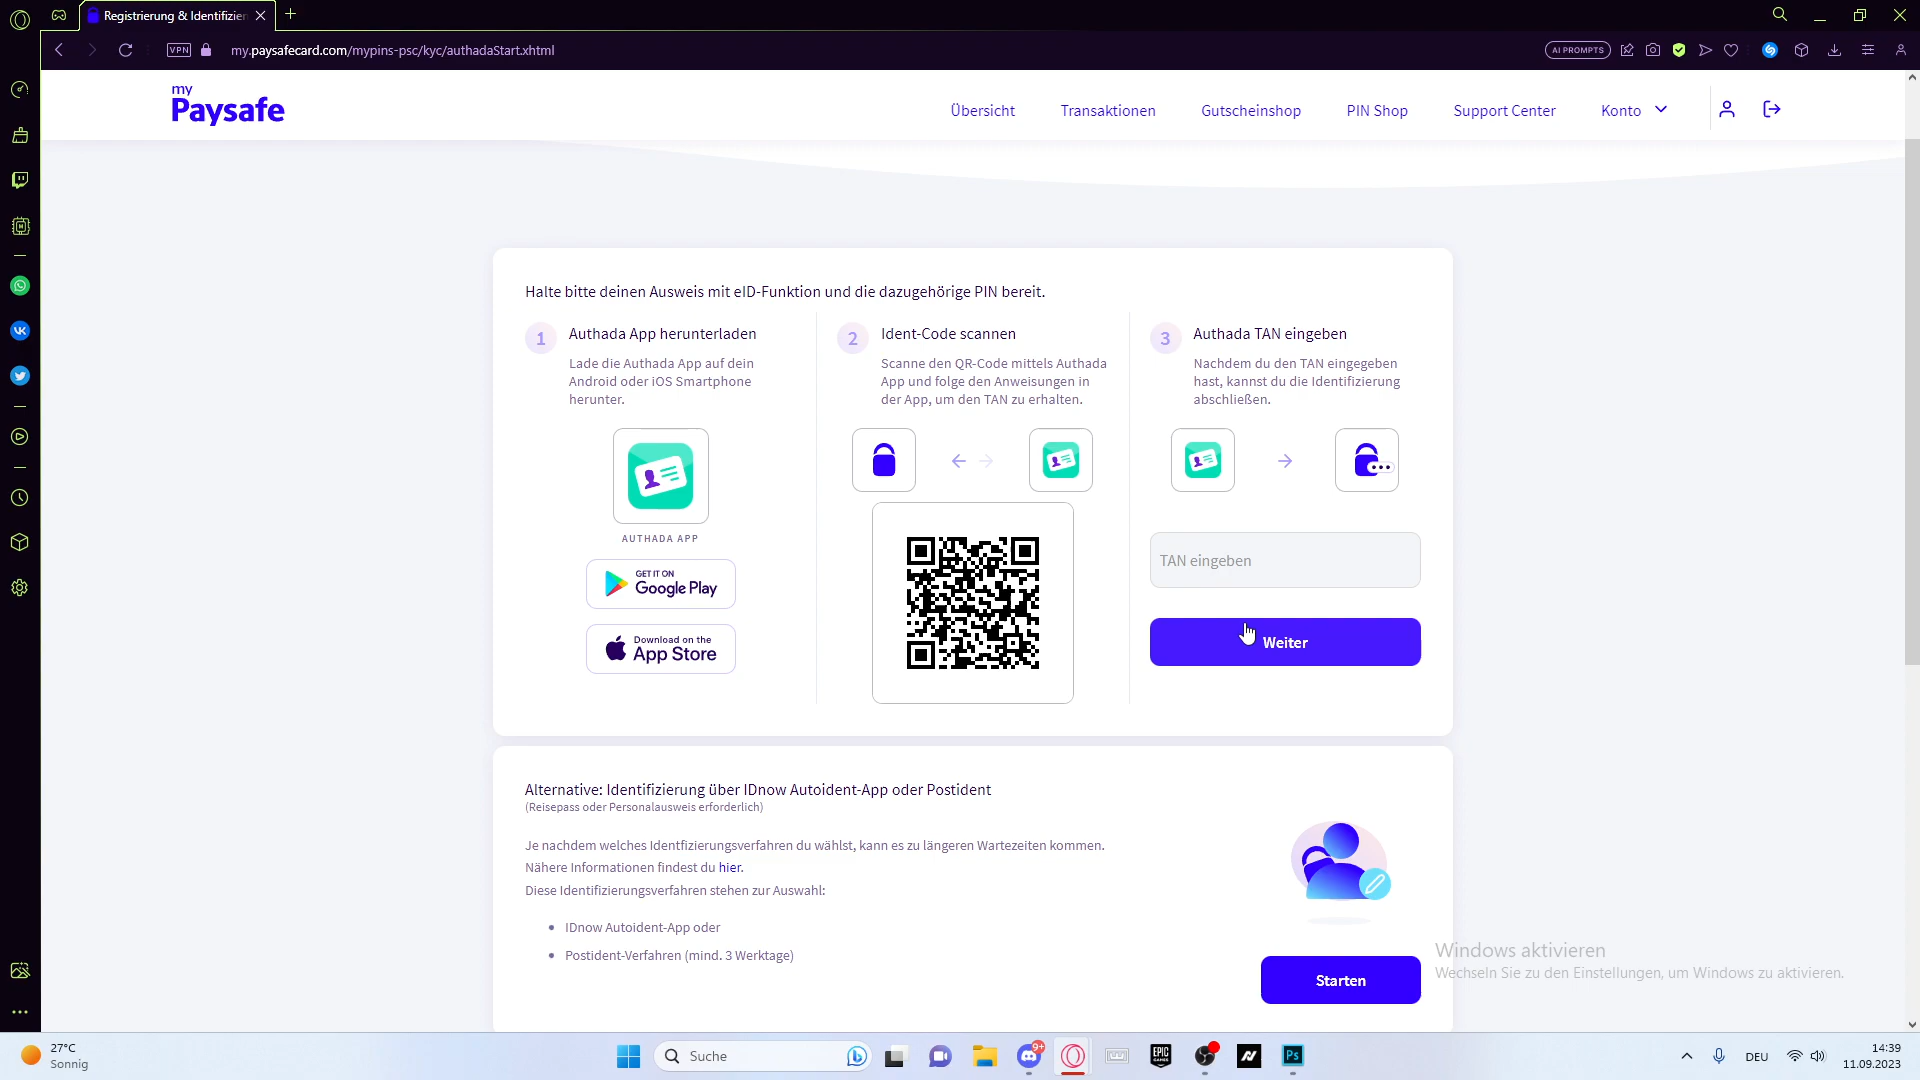 Registrierung & Identifizier
VPN
my.paysafecard.com/mypins-psc/kyc/authadaStart.xhtml
AI PROMPTS
my
Paysafe
Übersicht
Transaktionen
Gutscheinshop
PIN Shop
Support Center
Konto
Halte bitte deinen Ausweis mit eID-Funktion und die dazugehörige PIN bereit.
1
Authada App herunterladen
Lade die Authada App auf dein
Android oder iOS Smartphone
herunter.
AUTHADA APP
GET IT ON
Google Play
Download on the
App Store
2
Ident-Code scannen
Scanne den QR-Code mittels Authada
App und folge den Anweisungen in
der App, um den TAN zu erhalten.
3
Authada TAN eingeben
Nachdem du den TAN eingegeben
hast, kannst du die Identifizierung
abschließen.
TAN eingeben
Weiter
Alternative: Identifizierung über IDnow Autoident-App oder Postident
(Reisepass oder Personalausweis erforderlich)
Je nachdem welches Identfizierungsverfahren du wählst, kann es zu längeren Wartezeiten kommen.
Nähere Informationen findest du hier.
Diese Identifizierungsverfahren stehen zur Auswahl:
• IDnow Autoident-App oder
• Postident-Verfahren (mind. 3 Werktage)
Starten
Windows aktivieren
Wechseln Sie zu den Einstellungen, um Windows zu aktivieren.
27°C
Sonnig
Suche
9+
EPIC
GAMES
Ps
DEU
14:39
11.09.2023